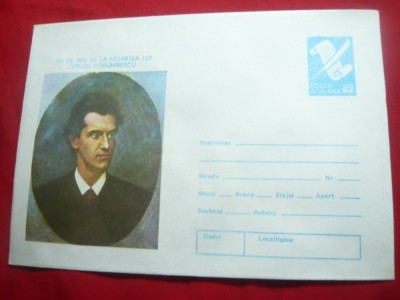 100 DE ANI DE LA MOARTEA LUI
CIPRIAN PORUMBESCU
POSTA
ROMANA
Destinatar
Strada Nr.
Blocul Scara Etajul Apart.
Sectorul Judetul
Codul Localitatea